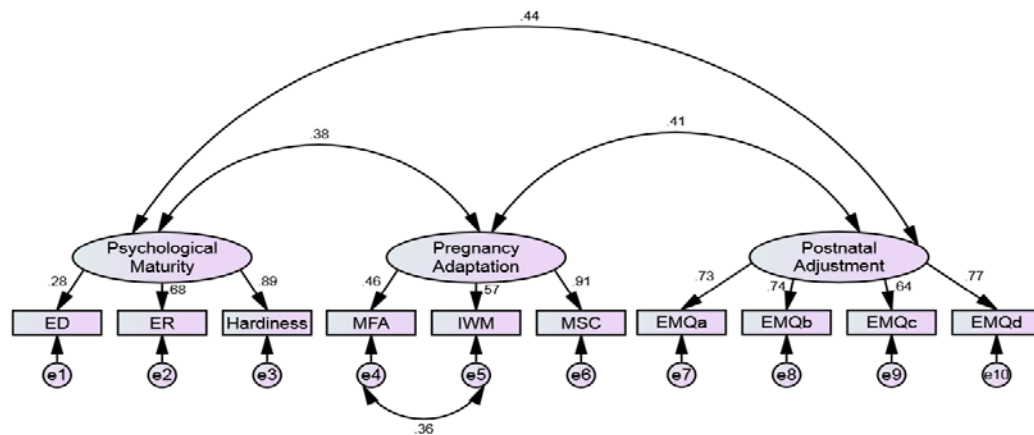 .44
.38
.41
Psychological
Maturity
Pregnancy
Adaptation
Postnatal
Adjustment
.28
68
.89
.46
.57
.91
.73
.74
64
.77
ED
ER
Hardiness
MFA
IWM
MSC
EMQa
EMQb
EMQc
EMQd
e1
e2
e3
e4
e5
e6
e7
e8
e9
e10
.36